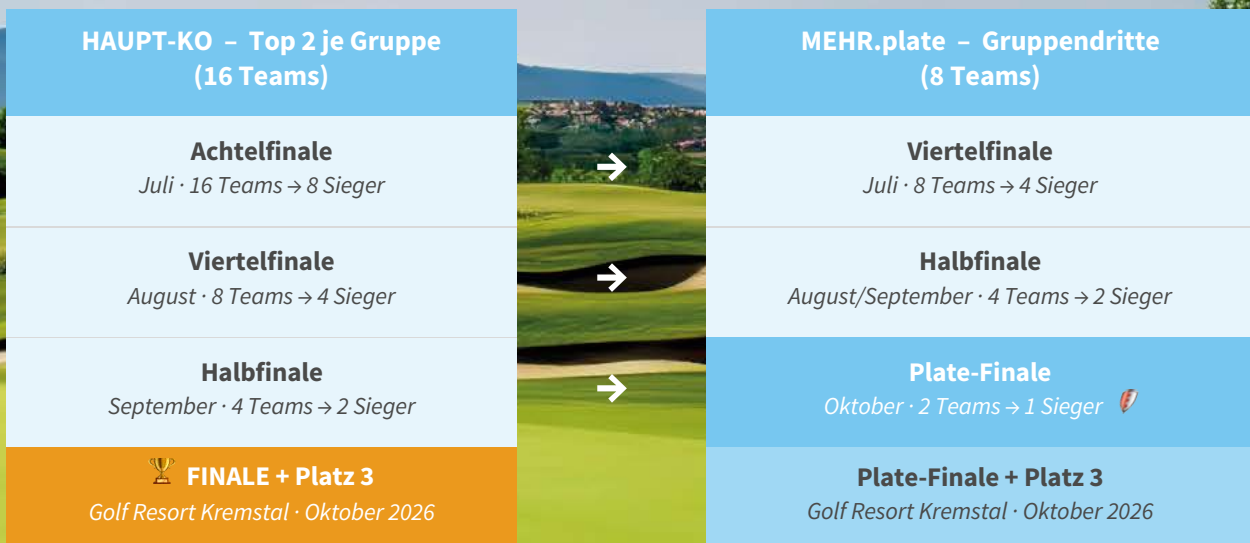 HAUPT-KO – Top 2 je Gruppe
(16 Teams)
Achtelfinale
Juli · 16 Teams → 8 Sieger
Viertelfinale
August · 8 Teams → 4 Sieger
Halbfinale
September · 4 Teams → 2 Sieger
🏆 FINALE + Platz 3
Golf Resort Kremstal · Oktober 2026
→
→
→
MEHR.plate – Gruppendritte
(8 Teams)
Viertelfinale
Juli · 8 Teams → 4 Sieger
Halbfinale
August/September · 4 Teams → 2 Sieger
Plate-Finale
Oktober · 2 Teams → 1 Sieger
Plate-Finale + Platz 3
Golf Resort Kremstal · Oktober 2026